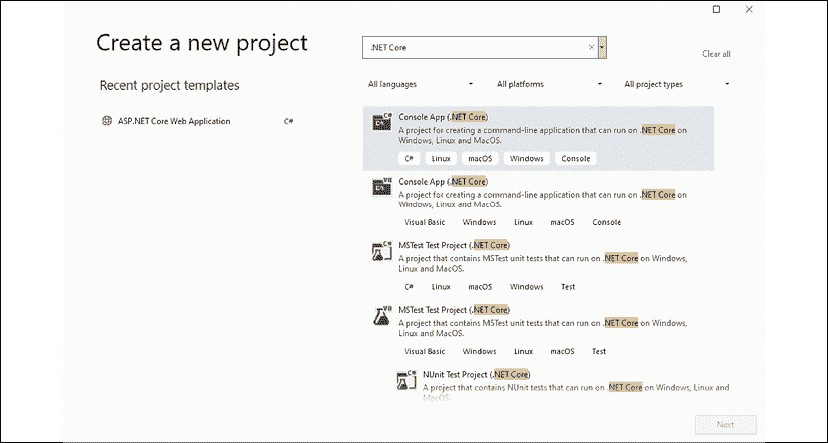 Create a new project
.NET Core
Clear all
Recent project templates
All languages
All platforms
All project types
ASP.NET Core Web Application
C#
Console App (.NET Core)
A project for creating a command-line application that can run on .NET Core on
Windows, Linux and MacOS.
C# Linux macOS Windows Console
Console App (.NET Core)
A project for creating a command-line application that can run on .NET Core on
Windows, Linux and MacOS.
Visual Basic Windows Linux macOS Console
MSTest Test Project (.NET Core)
A project that contains MSTest unit tests that can run on .NET Core on Windows,
Linux and MacOS.
C# Linux macOS Windows Test
MSTest Test Project (.NET Core)
A project that contains MSTest unit tests that can run on .NET Core on Windows,
Linux and MacOS.
Visual Basic Windows Linux macOS Test
NUnit Test Project (.NET Core)
A project that contains NUnit tests that can run on .NET Core on Windows, Linux and
MacOS.
Next